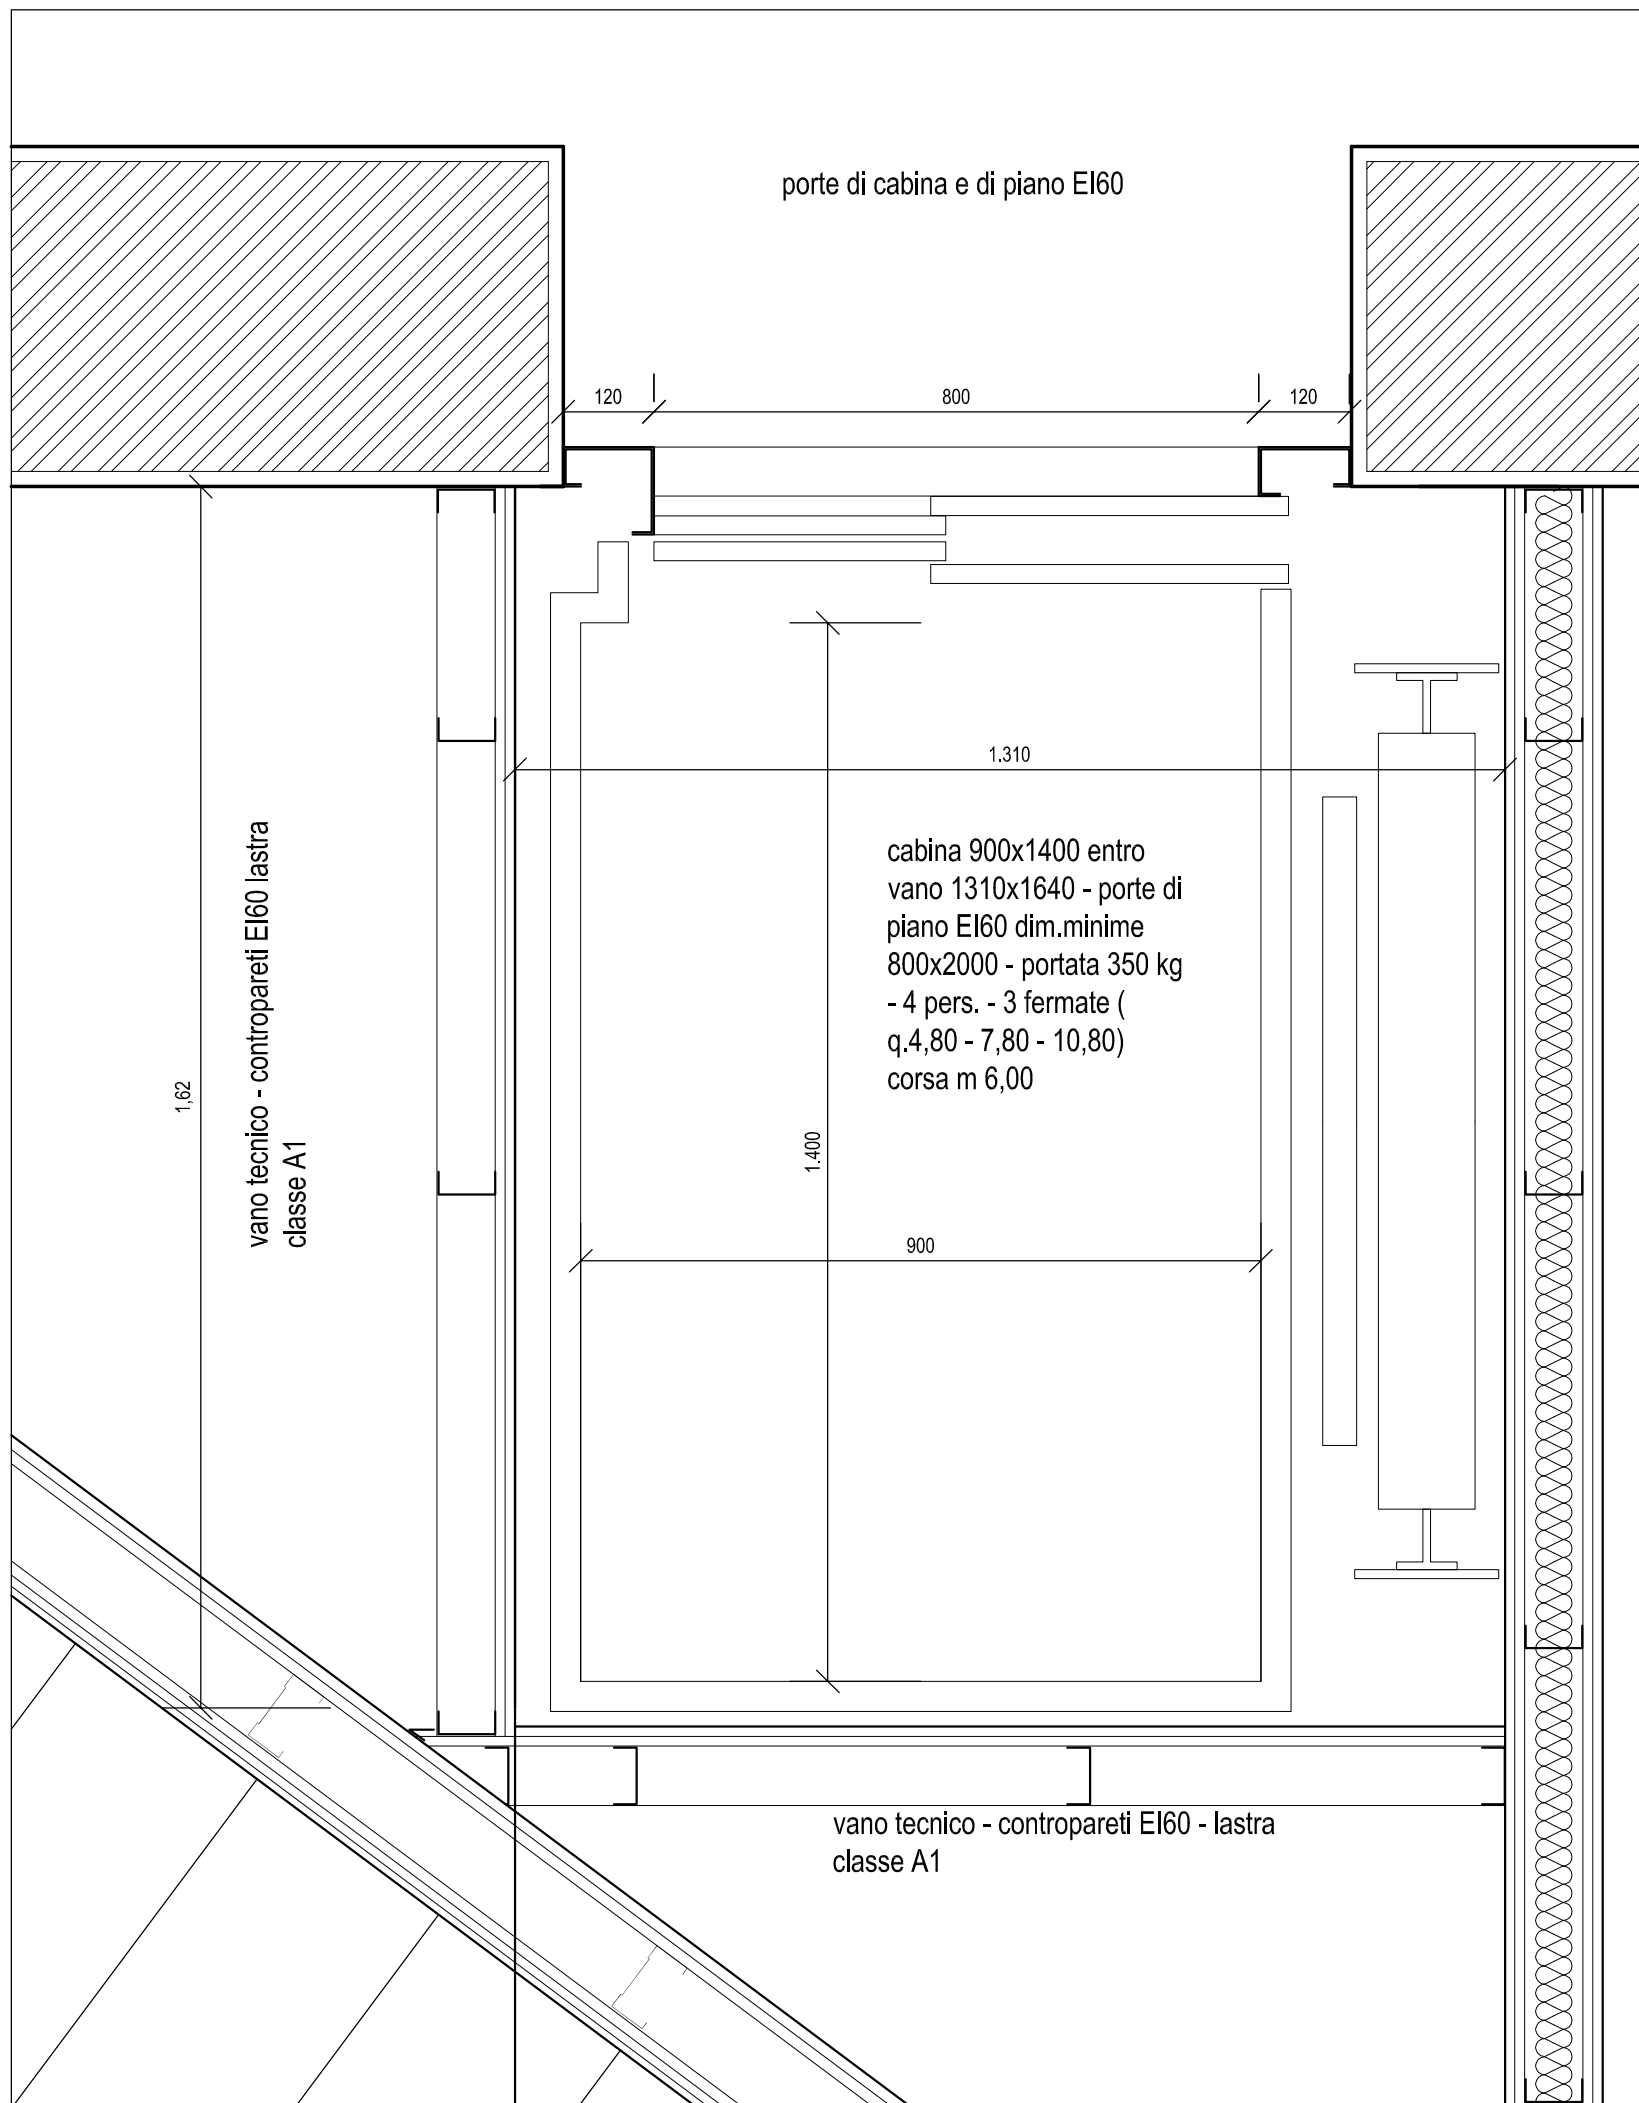 porte di cabina e di piano EI60
120
800
120
1.310
cabina 900x1400 entro
vano 1310x1640 - porte di
piano EI60 dim.minime
800x2000 - portata 350 kg
- 4 pers. - 3 fermate (
q.4,80 - 7,80 - 10,80)
corsa m 6,00
vano tecnico - contropareti EI60 lastra
classe A1
1,62
1.400
900
vano tecnico - contropareti EI60 - lastra
classe A1